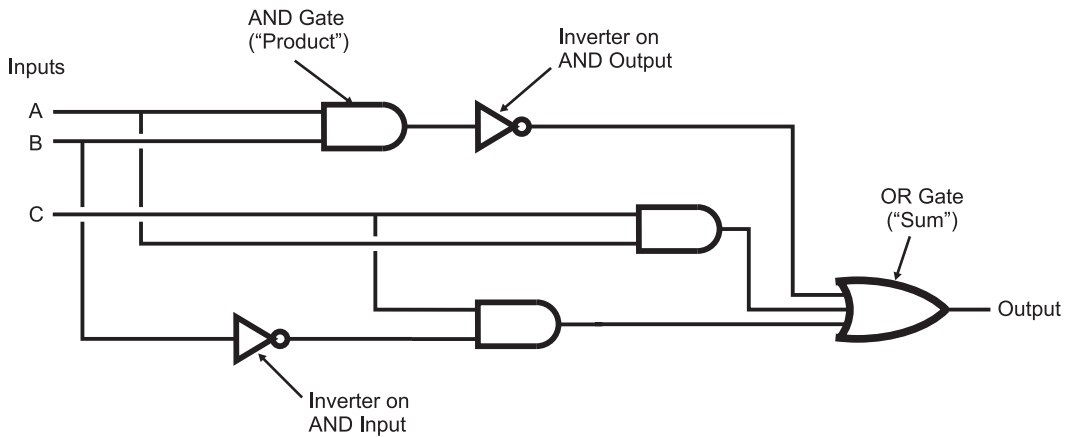 AND Gate
(“Product”)
Inverter on
AND Output
Inputs
A
B
C
OR Gate
(“Sum”)
Output
Inverter on
AND Input